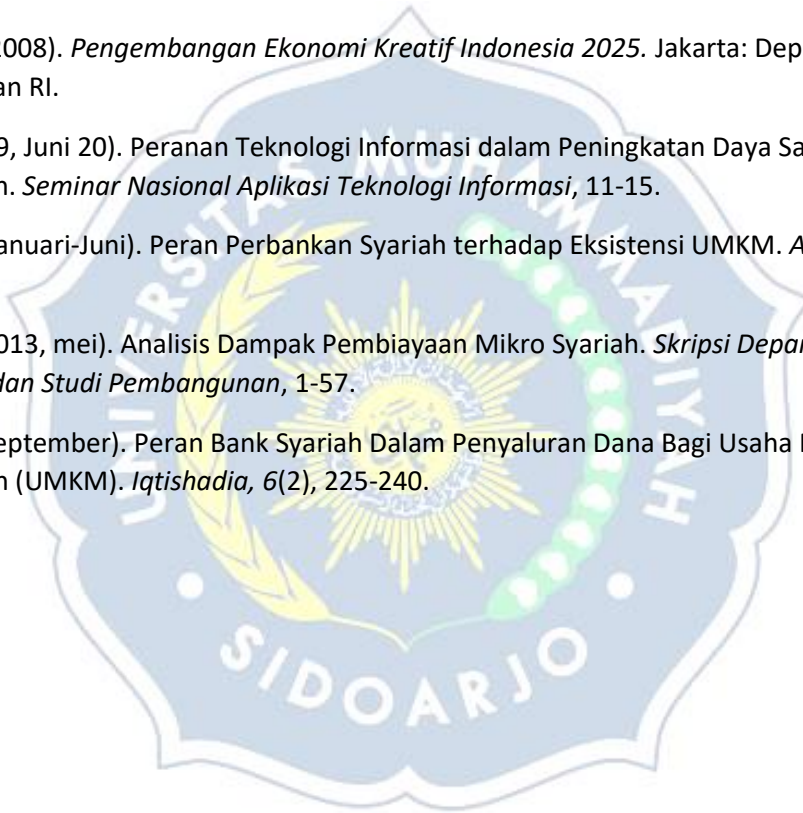 2008). Pengembangan Ekonomi Kreatif Indonesia 2025. Jakarta: Dep
an RI.
9, Juni 20). Peranan Teknologi Informasi dalam Peningkatan Daya Sa
n. Seminar Nasional Aplikasi Teknologi Informasi, 11-15.
anuari-Juni). Peran Perbankan Syariah terhadap Eksistensi UMKM. A
013, mei). Analisis Dampak Pembiayaan Mikro Syariah. Skripsi Depar
dan Studi Pembangunan, 1-57.
eptember). Peran Bank Syariah Dalam Penyaluran Dana Bagi Usaha
n (UMKM). Iqtishadia, 6(2), 225-240.
UNIVERSITAS MUHAMMADIYAH
SIDOARJO